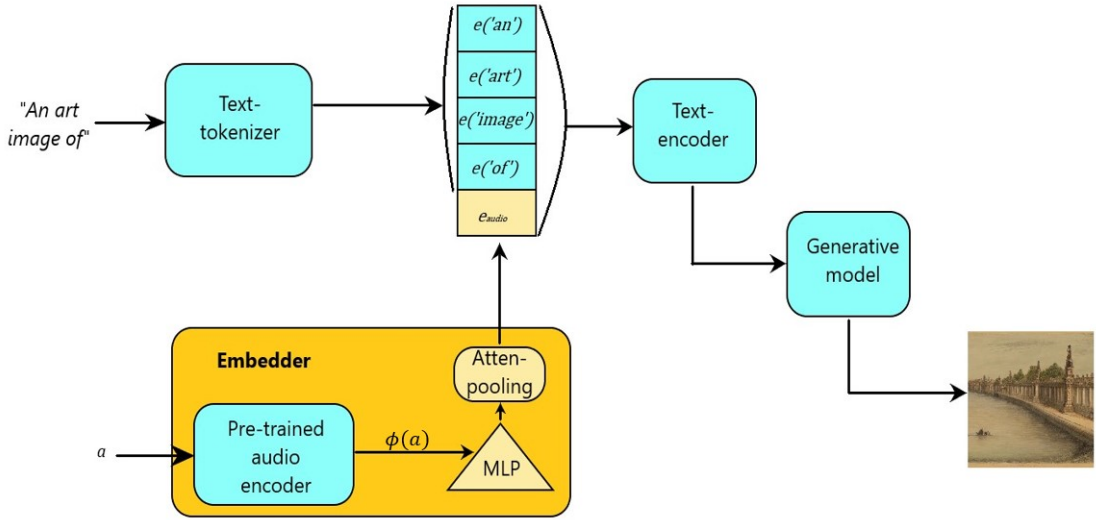 "An art
image of"
Text-
tokenizer
e('an')
e('art')
e('image')
e('of')
e_audio
Text-
encoder
Generative
model
Embedder
Atten-
pooling
a
Pre-trained
audio
encoder
ϕ(a)
MLP